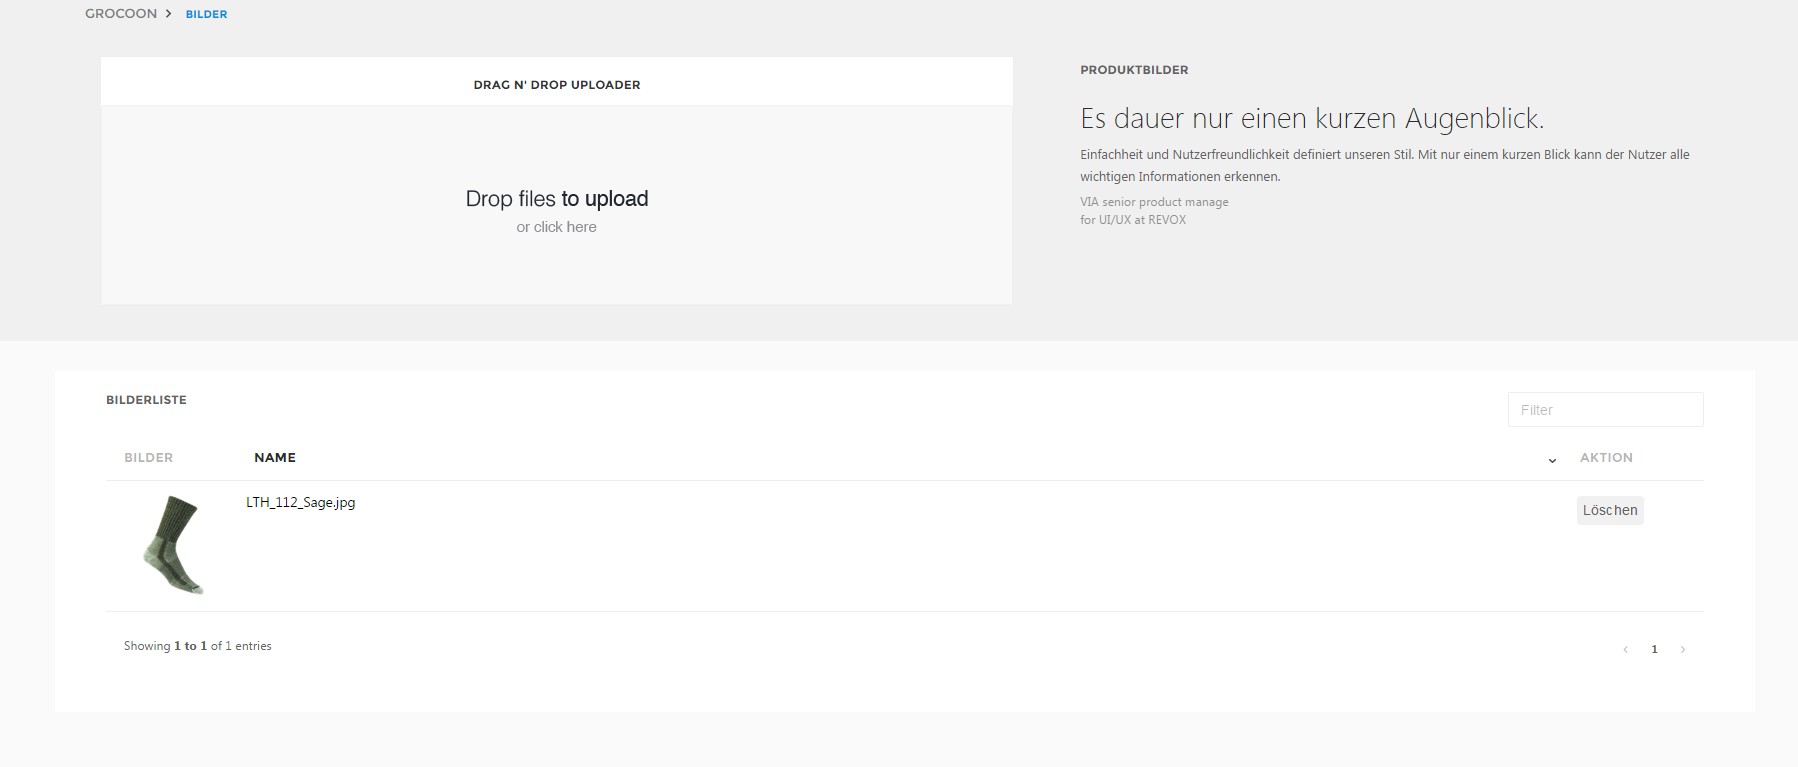 GROCOON > BILDER
DRAG N' DROP UPLOADER
Drop files to upload
or click here
PRODUKTBILDER
Es dauer nur einen kurzen Augenblick.
Einfachheit und Nutzerfreundlichkeit definiert unseren Stil. Mit nur einem kurzen Blick kann der Nutzer alle
wichtigen Informationen erkennen.
VIA senior product manage
for UI/UX at REVOX
BILDERLISTE
Filter
BILDER NAME AKTION
LTH_112_Sage.jpg Löschen
Showing 1 to 1 of 1 entries
‹ 1 ›